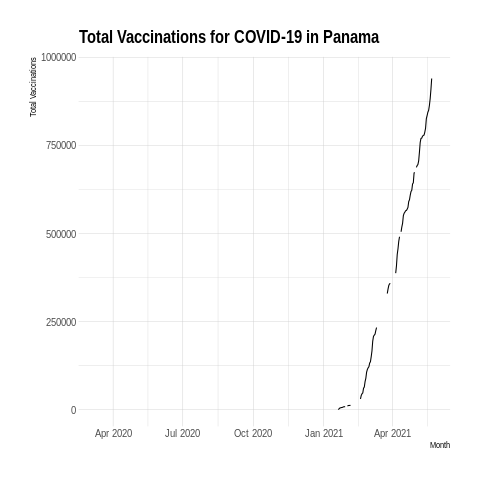 Total Vaccinations for COVID-19 in Panama
Total Vaccinations
1000000
750000
500000
250000
0
Apr 2020 Jul 2020 Oct 2020 Jan 2021 Apr 2021
Month